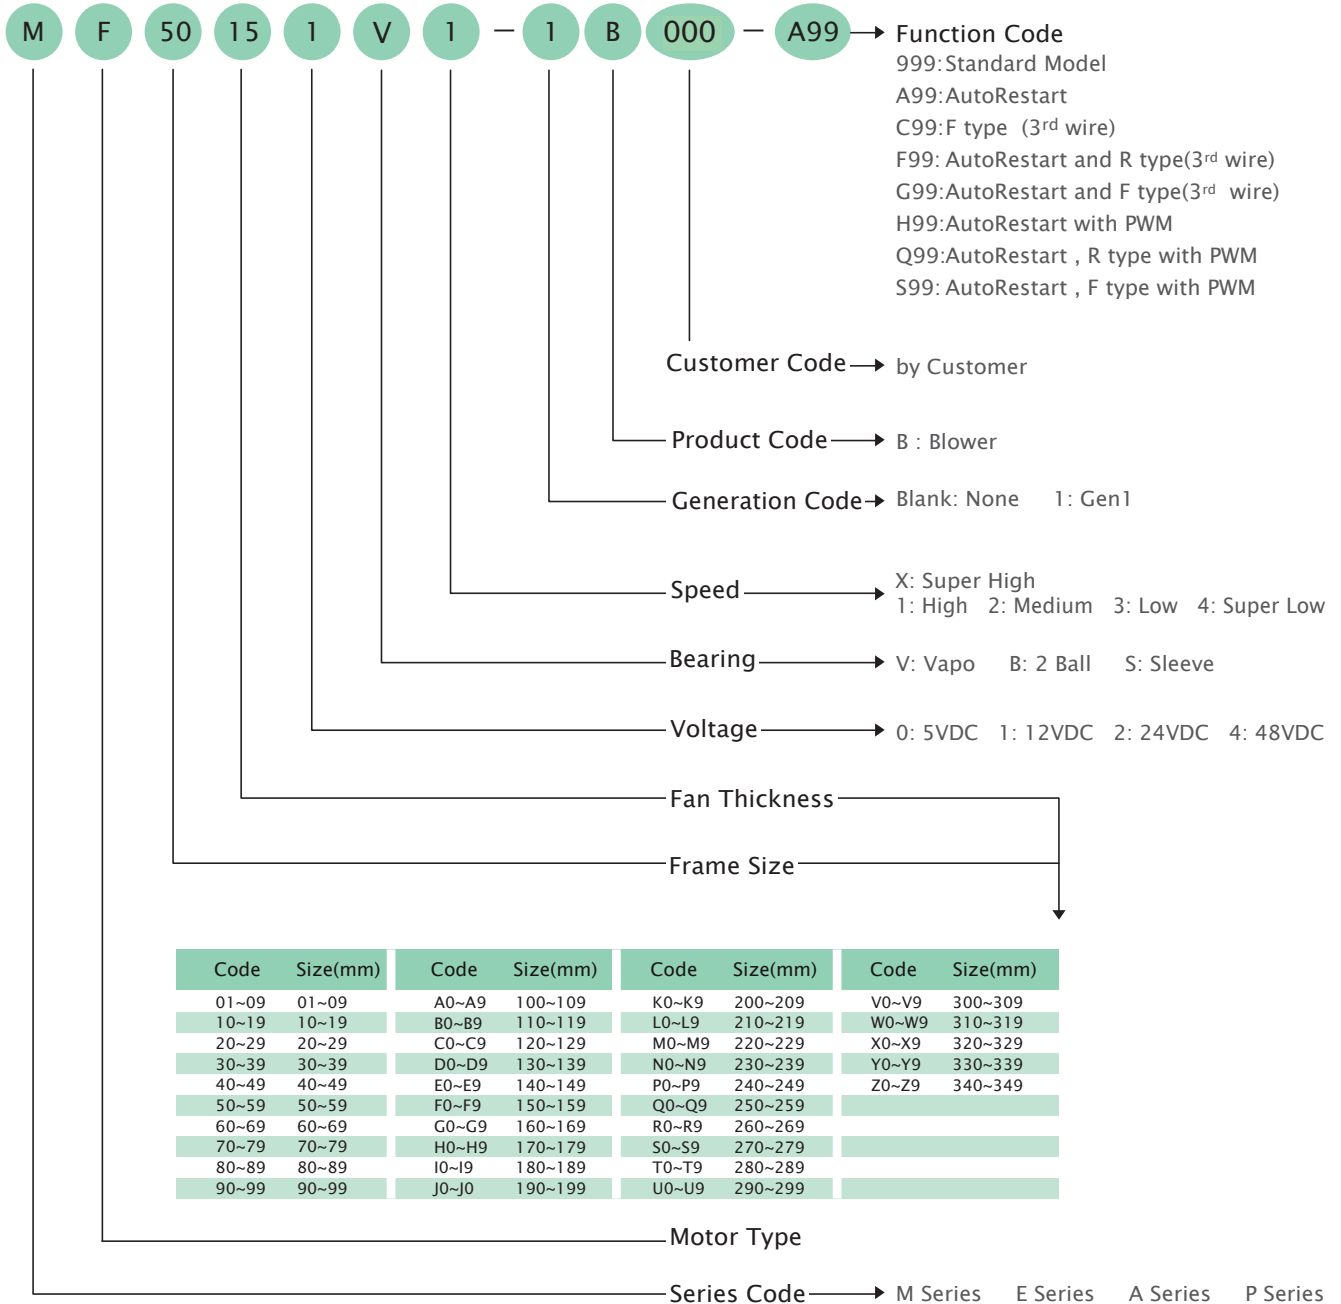 M F 50 15 1 V 1 – 1 B 000 – A99
Function Code
999:Standard Model
A99:AutoRestart
C99:F type (3rd wire)
F99: AutoRestart and R type(3rd wire)
G99:AutoRestart and F type(3rd wire)
H99:AutoRestart with PWM
Q99:AutoRestart , R type with PWM
S99: AutoRestart , F type with PWM
Customer Code by Customer
Product Code B : Blower
Generation Code Blank: None 1: Gen1
Speed X: Super High
1: High 2: Medium 3: Low 4: Super Low
Bearing V: Vapo B: 2 Ball S: Sleeve
Voltage 0: 5VDC 1: 12VDC 2: 24VDC 4: 48VDC
Fan Thickness
Frame Size
Code Size(mm) Code Size(mm) Code Size(mm) Code Size(mm)
01~09 01~09 A0~A9 100~109 K0~K9 200~209 V0~V9 300~309
10~19 10~19 B0~B9 110~119 L0~L9 210~219 W0~W9 310~319
20~29 20~29 C0~C9 120~129 M0~M9 220~229 X0~X9 320~329
30~39 30~39 D0~D9 130~139 N0~N9 230~239 Y0~Y9 330~339
40~49 40~49 E0~E9 140~149 P0~P9 240~249 Z0~Z9 340~349
50~59 50~59 F0~F9 150~159 Q0~Q9 250~259
60~69 60~69 G0~G9 160~169 R0~R9 260~269
70~79 70~79 H0~H9 170~179 S0~S9 270~279
80~89 80~89 I0~I9 180~189 T0~T9 280~289
90~99 90~99 J0~J0 190~199 U0~U9 290~299
Motor Type
Series Code M Series E Series A Series P Series